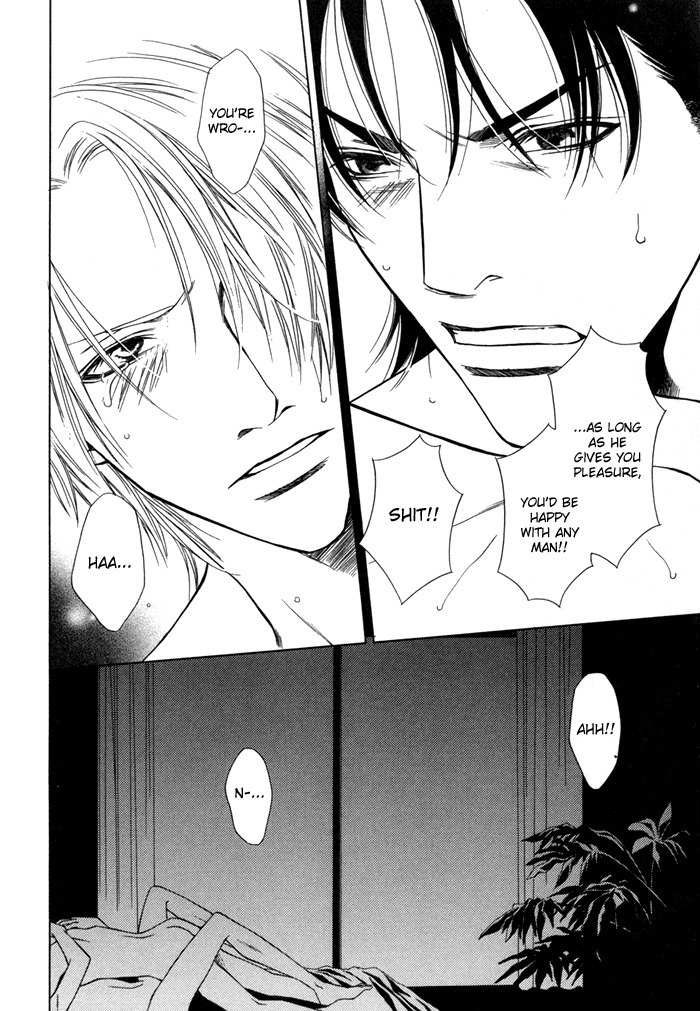 ...AS LONG
AS HE
GIVES YOU
PLEASURE,
YOU'D BE
HAPPY
WITH ANY
MAN!!
SHIT!!
YOU'RE
WRO-...
HAA...
AHH!!
N-...